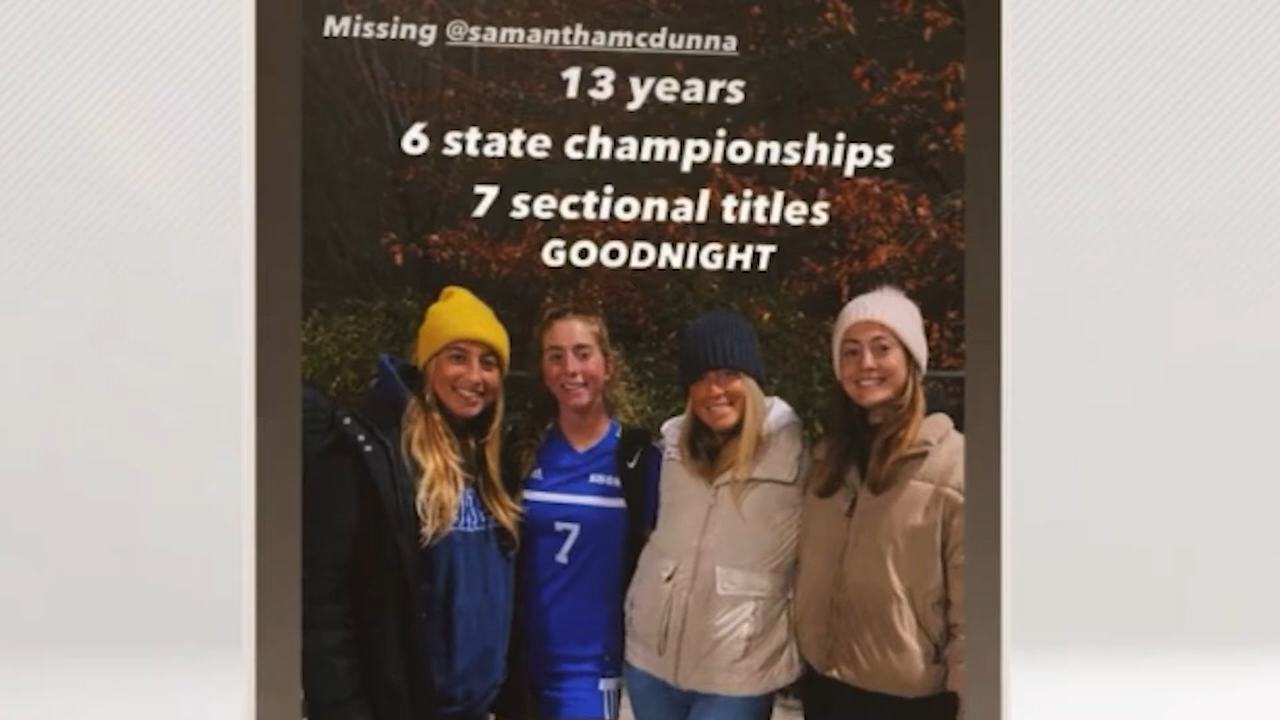 Missing @samanthamcdunna
13 years
6 state championships
7 sectional titles
GOODNIGHT
7